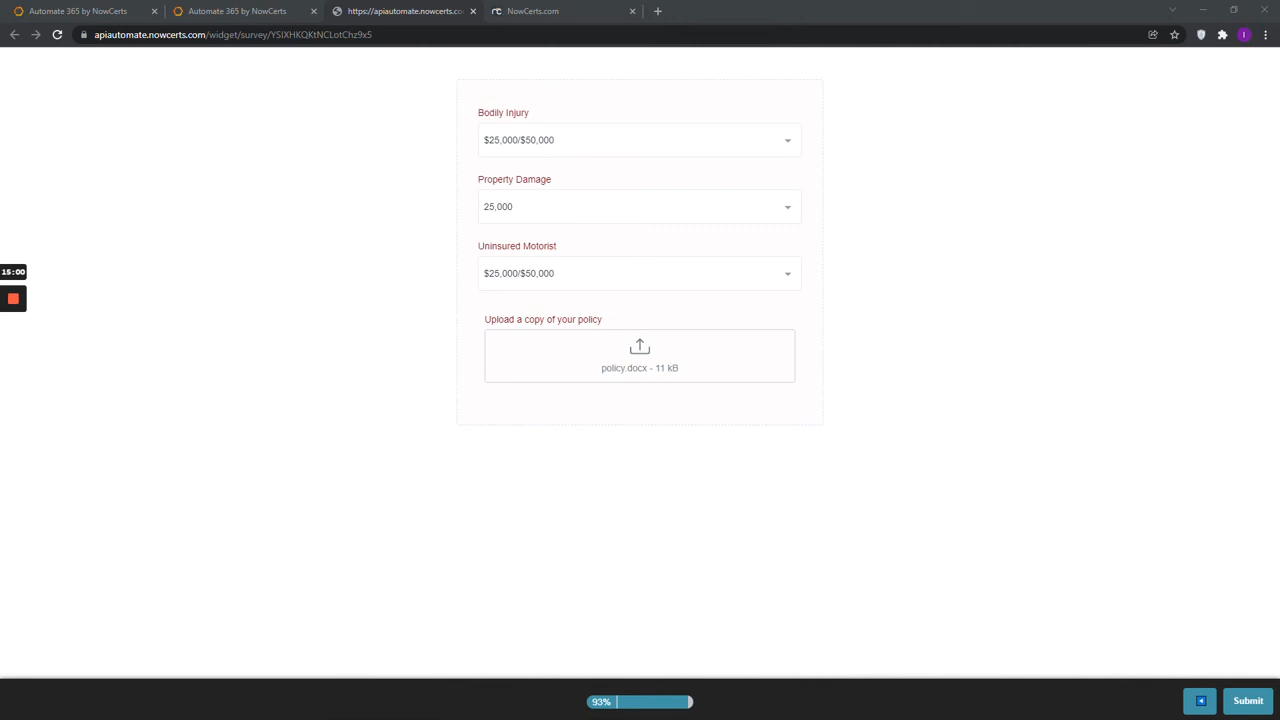 Automate 365 by NowCerts
Automate 365 by NowCerts
https://apiautomate.nowcerts.co
NowCerts.com
apiautomate.nowcerts.com/widget/survey/YSIXHKQKtNCLotChz9x5
I
Bodily Injury
$25,000/$50,000
Property Damage
25,000
Uninsured Motorist
$25,000/$50,000
15:00
Upload a copy of your policy
policy.docx - 11 kB
93%
Submit